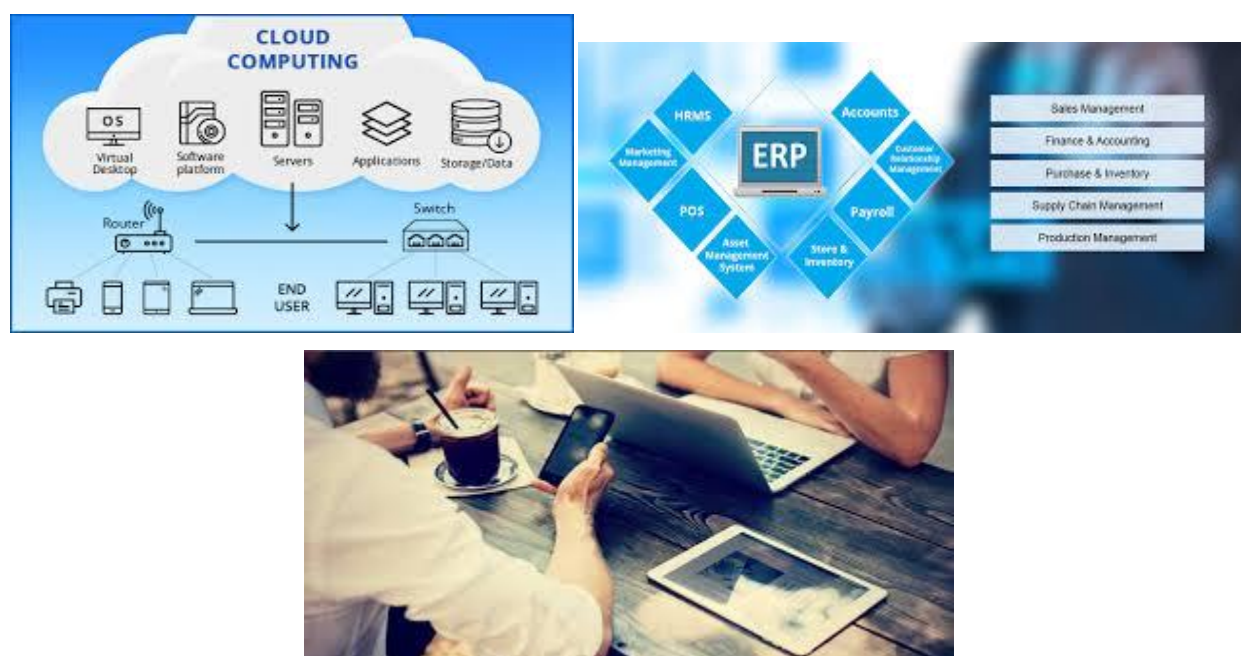 CLOUD
COMPUTING
OS
Virtual
Desktop
Software
platform
Servers
Applications
Storage/Data
Router
Switch
END
USER
HRMS
Marketing
Management
POS
Asset
Management
System
ERP
Accounts
Customer
Relationship
Management
Payroll
Store &
Inventory
Sales Management
Finance & Accounting
Purchase & Inventory
Supply Chain Management
Production Management